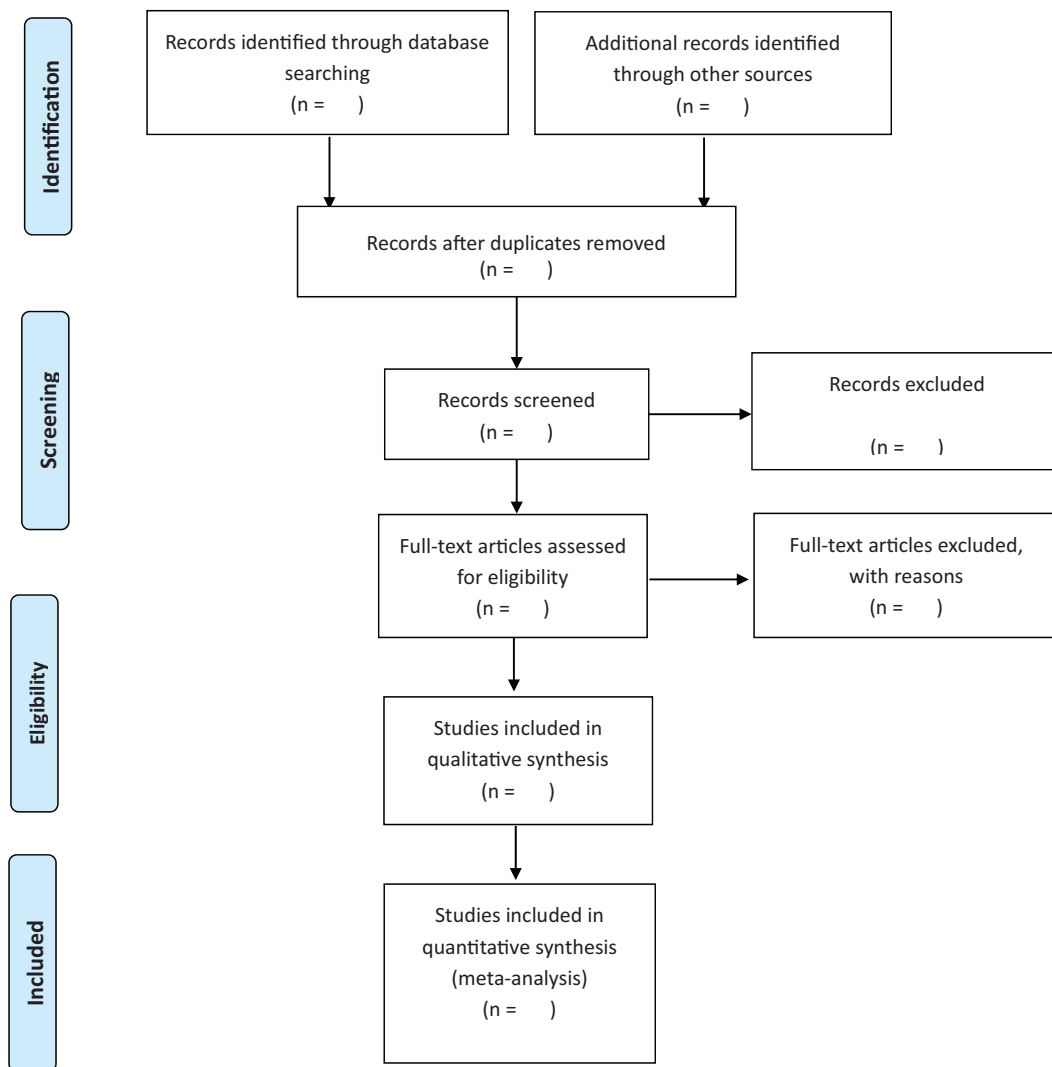 Identification
Records identified through database
searching
(n =      )
Additional records identified
through other sources
(n =      )
Records after duplicates removed
(n =      )
Screening
Records screened
(n =      )
Records excluded
(n =      )
Full-text articles assessed
for eligibility
(n =      )
Full-text articles excluded,
with reasons
(n =      )
Eligibility
Studies included in
qualitative synthesis
(n =      )
Included
Studies included in
quantitative synthesis
(meta-analysis)
(n =      )